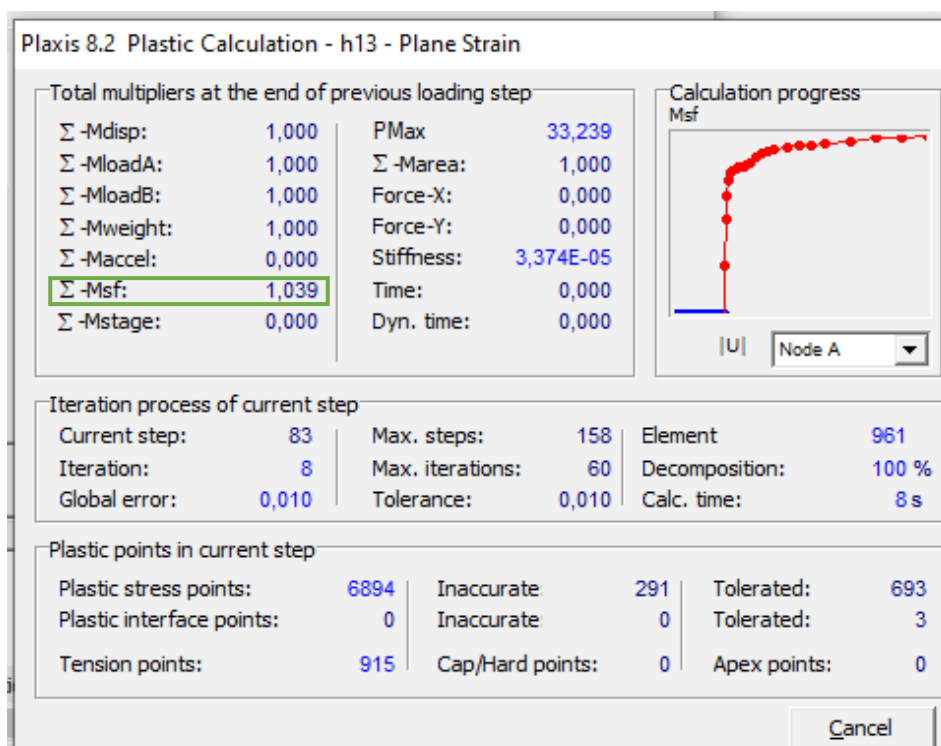 Plaxis 8.2 Plastic Calculation - h13 - Plane Strain
Total multipliers at the end of previous loading step
Σ -Mdisp: 1,000 PMax 33,239
Σ -MloadA: 1,000 Σ -Marea: 1,000
Σ -MloadB: 1,000 Force-X: 0,000
Σ -Mweight: 1,000 Force-Y: 0,000
Σ -Maccel: 0,000 Stiffness: 3,374E-05
Σ -Msf: 1,039 Time: 0,000
Σ -Mstage: 0,000 Dyn. time: 0,000
Calculation progress
Msf
|U| Node A
Iteration process of current step
Current step: 83 Max. steps: 158 Element 961
Iteration: 8 Max. iterations: 60 Decomposition: 100 %
Global error: 0,010 Tolerance: 0,010 Calc. time: 8 s
Plastic points in current step
Plastic stress points: 6894 Inaccurate: 291 Tolerated: 693
Plastic interface points: 0 Inaccurate: 0 Tolerated: 3
Tension points: 915 Cap/Hard points: 0 Apex points: 0
Cancel